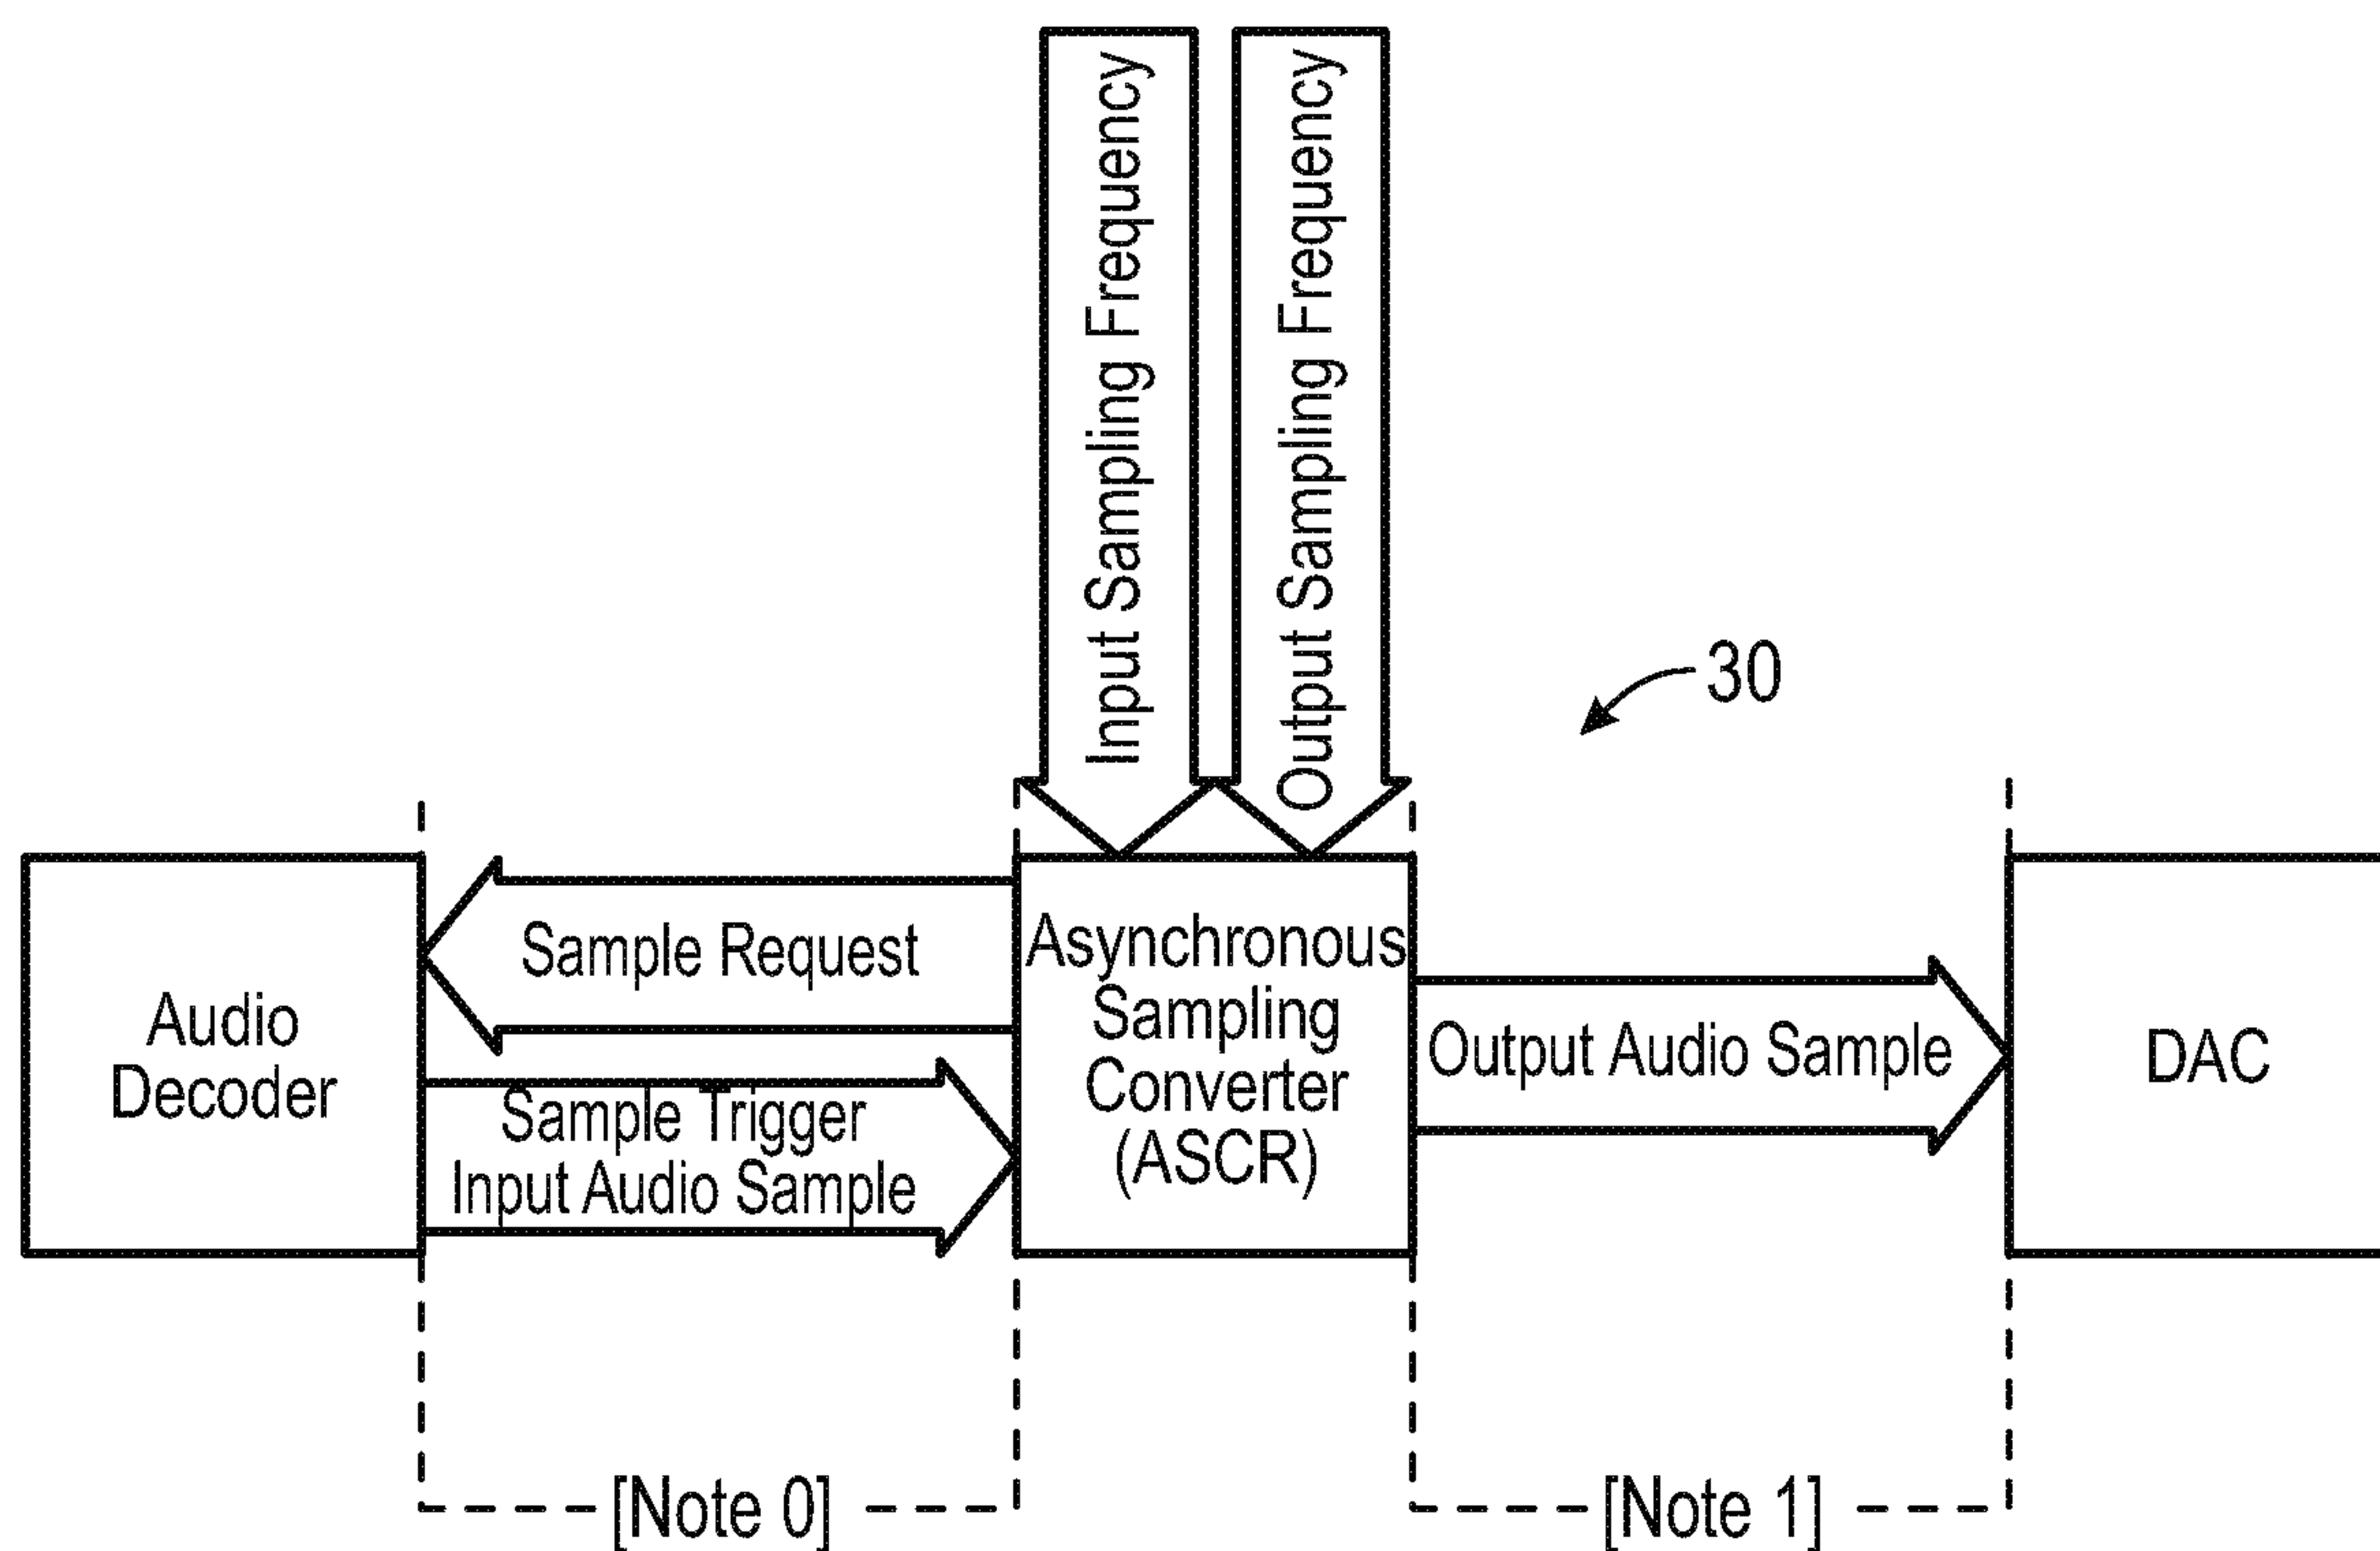 Input Sampling Frequency
Output Sampling Frequency
30
Audio
Decoder
Sample Request
Sample Trigger
Input Audio Sample
Asynchronous
Sampling
Converter
(ASCR)
Output Audio Sample
DAC
[Note 0]
[Note 1]